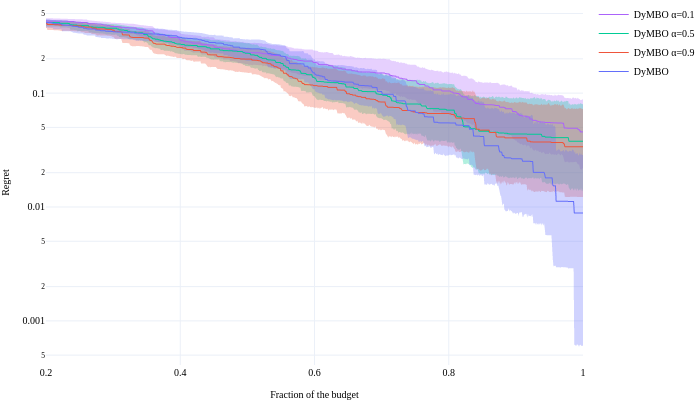 5
2
0.1
5
2
0.01
5
2
0.001
5
Regret
0.2
0.4
0.6
0.8
1
Fraction of the budget
DyMBO α=0.1
DyMBO α=0.5
DyMBO α=0.9
DyMBO